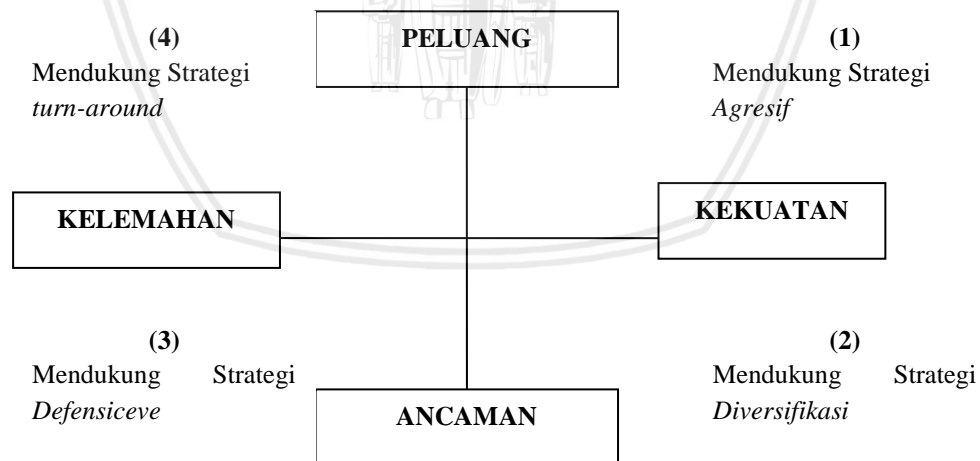 (4)
Mendukung Strategi
turn-around
PELUANG
(1)
Mendukung Strategi
Agresif
KELEMAHAN
KEKUATAN
(3)
Mendukung Strategi
Defensiceve
ANCAMAN
(2)
Mendukung Strategi
Diversifikasi